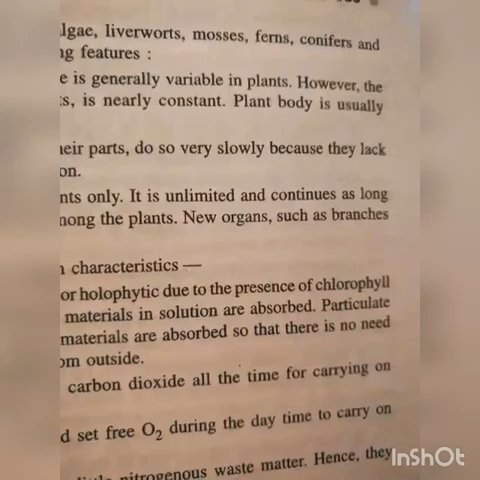 lgae, liverworts, mosses, ferns, conifers and
ng features :
e is generally variable in plants. However, the
s, is nearly constant. Plant body is usually
heir parts, do so very slowly because they lack
on.
nts only. It is unlimited and continues as long
mong the plants. New organs, such as branches
characteristics —
or holophytic due to the presence of chlorophyll
materials in solution are absorbed. Particulate
materials are absorbed so that there is no need
om outside.
carbon dioxide all the time for carrying on
d set free O₂ during the day time to carry on
nitrogenous waste matter. Hence, they
InShOt